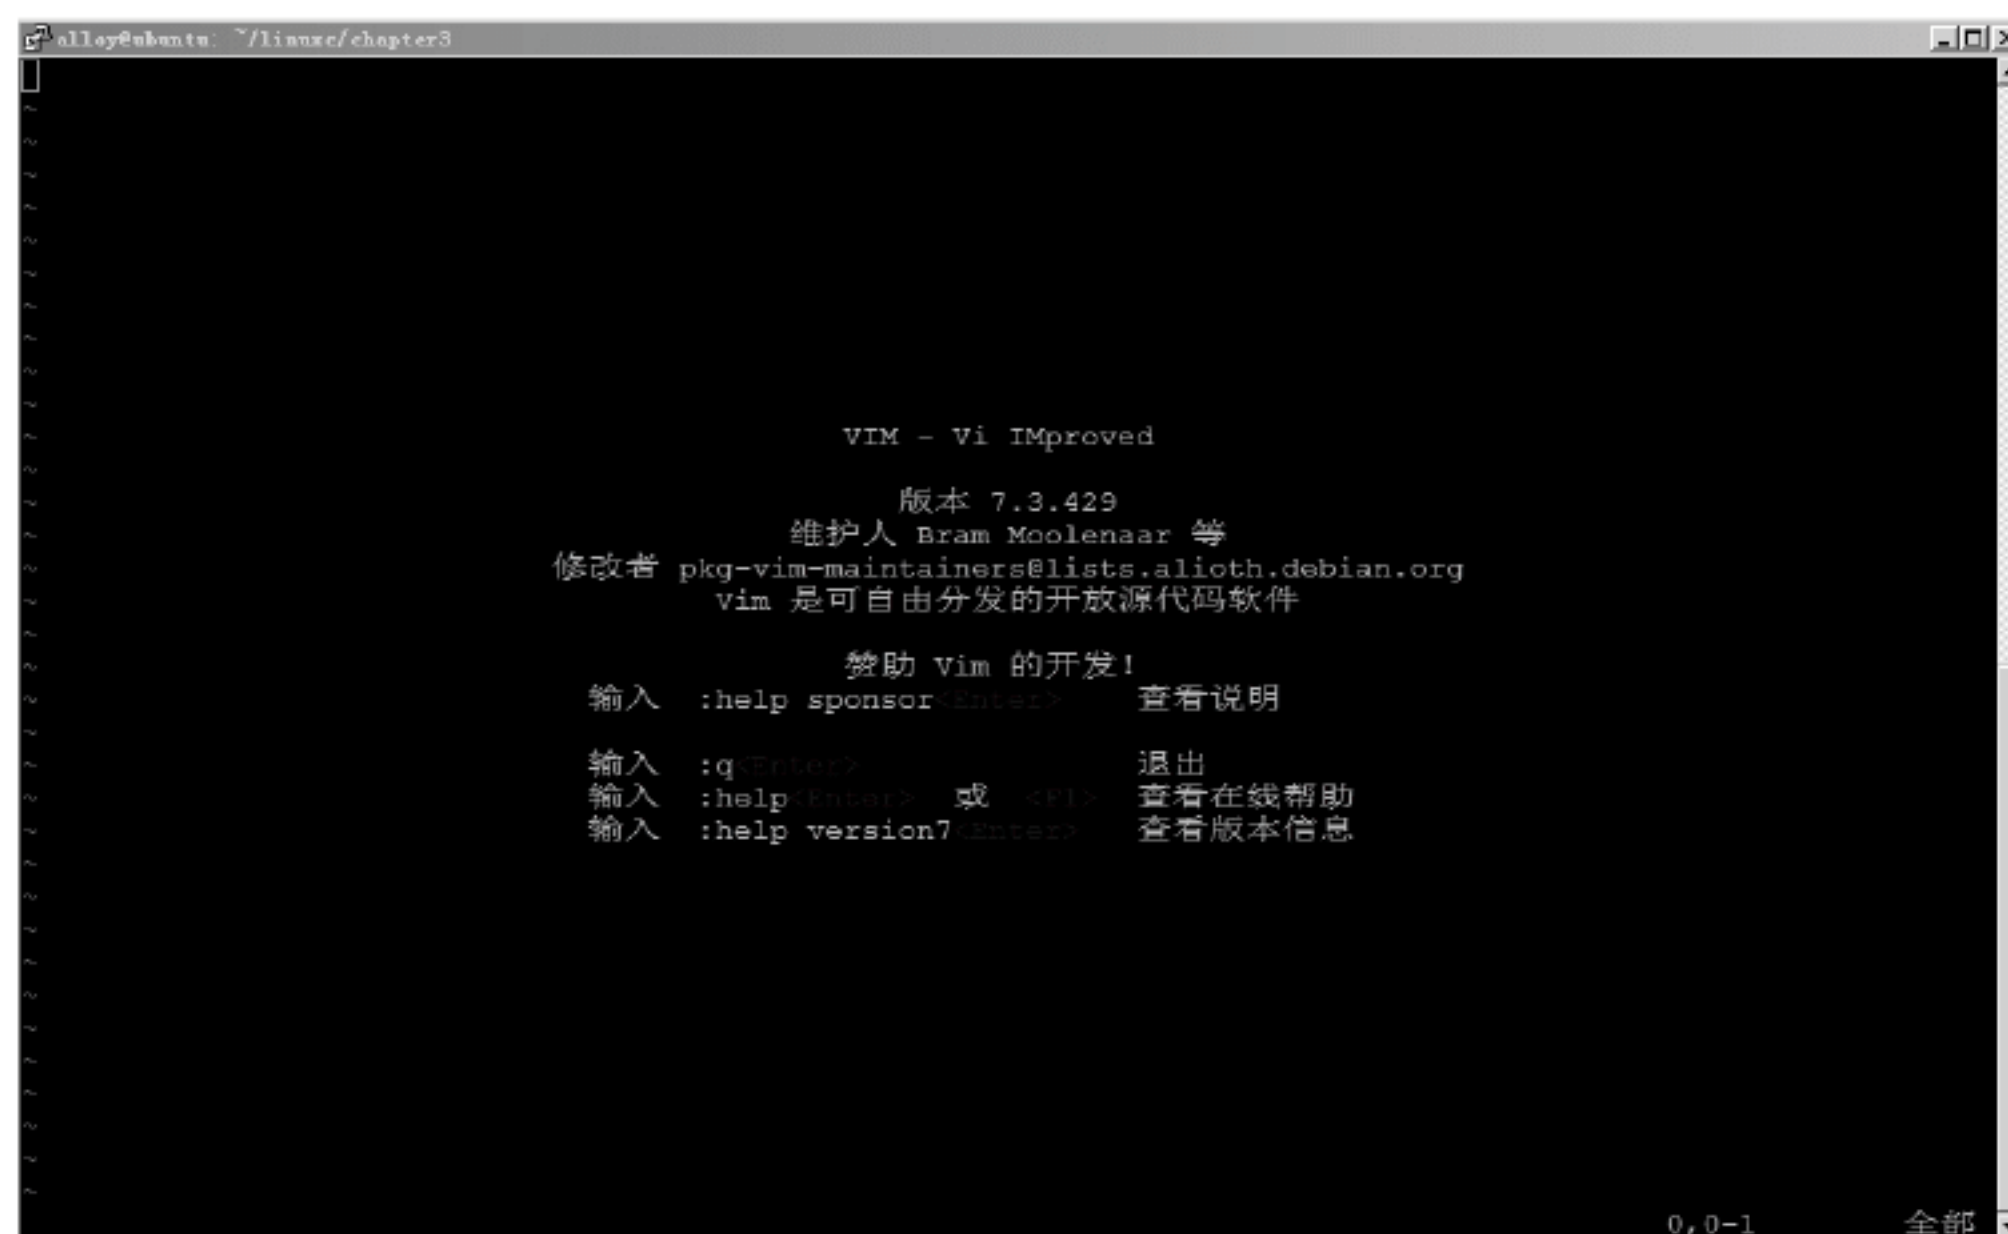 alloy@ubuntu: ~/linuxc/chapter3
~
~
~
~
~
~
~
~
~
~
~ VIM - Vi IMproved
~
~ 版本 7.3.429
~ 维护人 Bram Moolenaar 等
~ 修改者 pkg-vim-maintainers@lists.alioth.debian.org
~ Vim 是可自由分发的开放源代码软件
~
~ 赞助 Vim 的开发!
~ 输入 :help sponsor<Enter> 查看说明
~
~ 输入 :q<Enter> 退出
~ 输入 :help<Enter> 或 <F1> 查看在线帮助
~ 输入 :help version7<Enter> 查看版本信息
~
~
~
~
~
~
~
~
~
~
~
0,0-1 全部